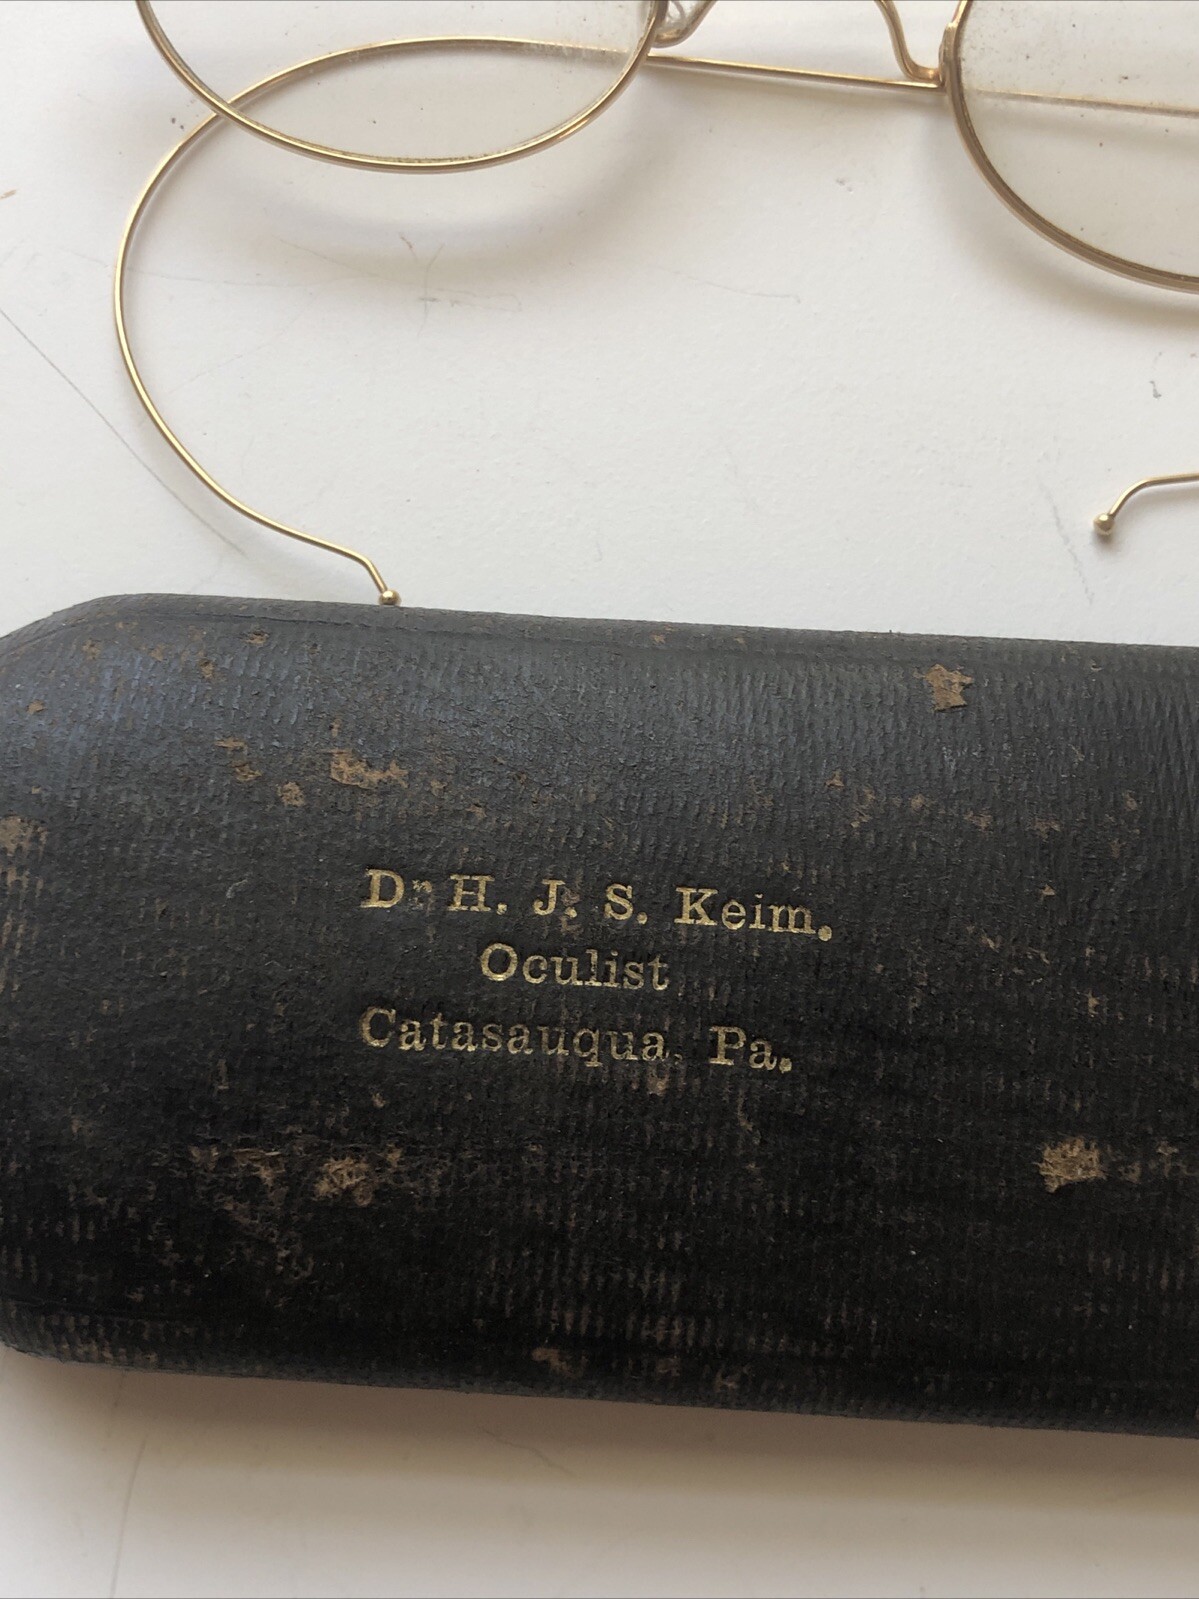 Dr H. J. S. Keim.
Oculist
Catasauqua, Pa.